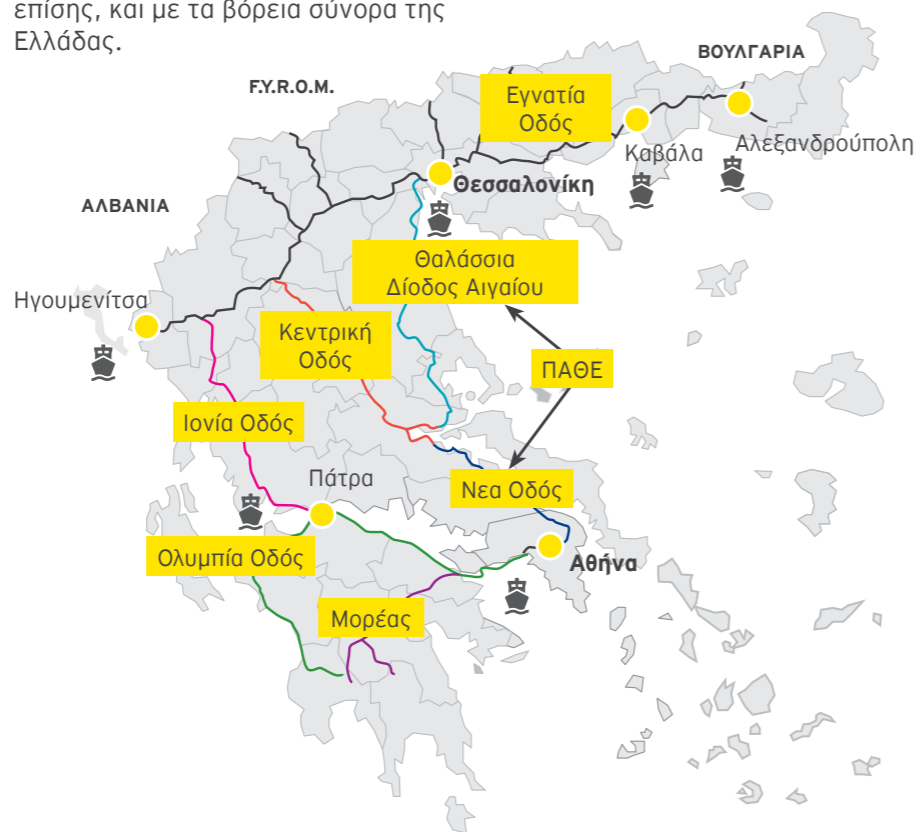 επίσης, και με τα βόρεια σύνορα της
Ελλάδας.
ΒΟΥΛΓΑΡΙΑ
F.Y.R.O.M.
Εγνατία
Οδός
Αλεξανδρούπολη
Καβάλα
Θεσσαλονίκη
ΑΛΒΑΝΙΑ
Θαλάσσια
Δίοδος Αιγαίου
Ηγουμενίτσα
Κεντρική
Οδός
ΠΑΘΕ
Ιονία Οδός
Πάτρα
Νεα Οδός
Ολυμπία Οδός
Αθήνα
Μορέας